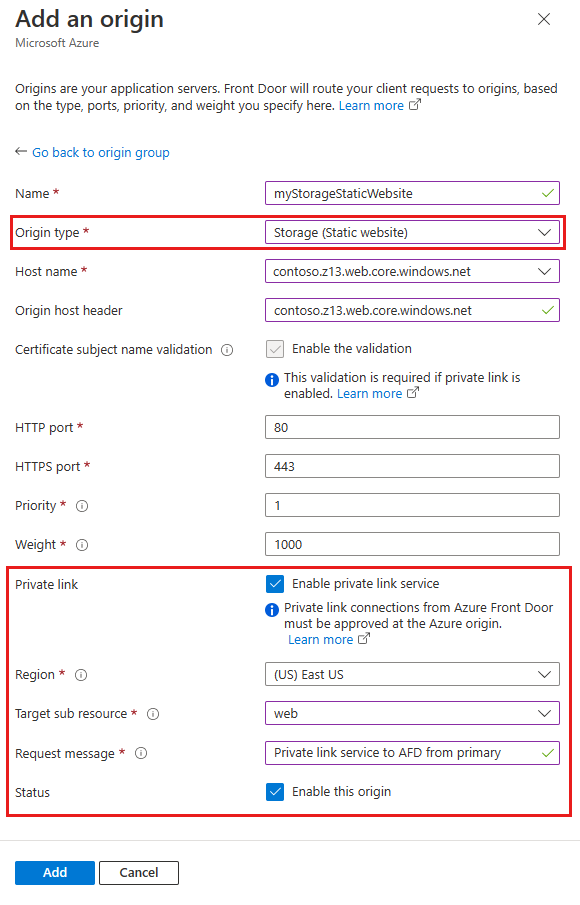 Add an origin
Microsoft Azure
Origins are your application servers. Front Door will route your client requests to origins, based
on the type, ports, priority, and weight you specify here. Learn more
Go back to origin group
Name * myStorageStaticWebsite
Origin type * Storage (Static website)
Host name * contoso.z13.web.core.windows.net
Origin host header contoso.z13.web.core.windows.net
Certificate subject name validation Enable the validation
This validation is required if private link is
enabled. Learn more
HTTP port * 80
HTTPS port * 443
Priority * 1
Weight * 1000
Private link Enable private link service
Private link connections from Azure Front Door
must be approved at the Azure origin.
Learn more
Region * (US) East US
Target sub resource * web
Request message * Private link service to AFD from primary
Status Enable this origin
Add Cancel